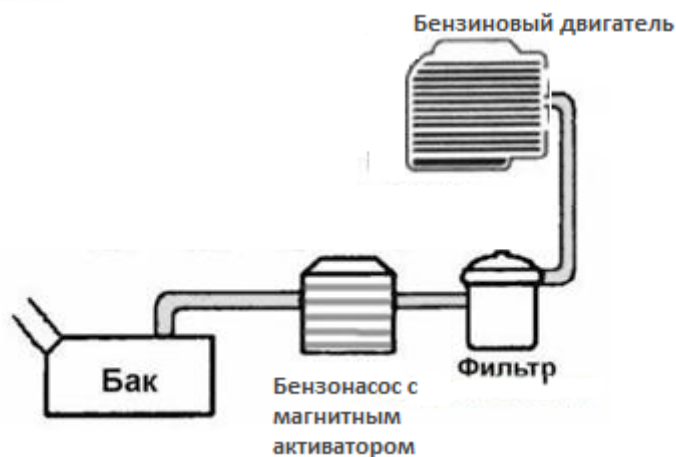 Бензиновый двигатель
Бак
Бензонасос с
магнитным
активатором
Фильтр